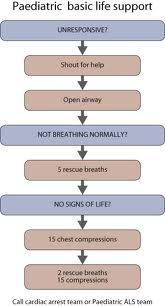 Paediatric basic life support
UNRESPONSIVE?
Shout for help
Open airway
NOT BREATHING NORMALLY?
5 rescue breaths
NO SIGNS OF LIFE?
15 chest compressions
2 rescue breaths
15 compressions
Call cardiac arrest team or Paediatric ALS team